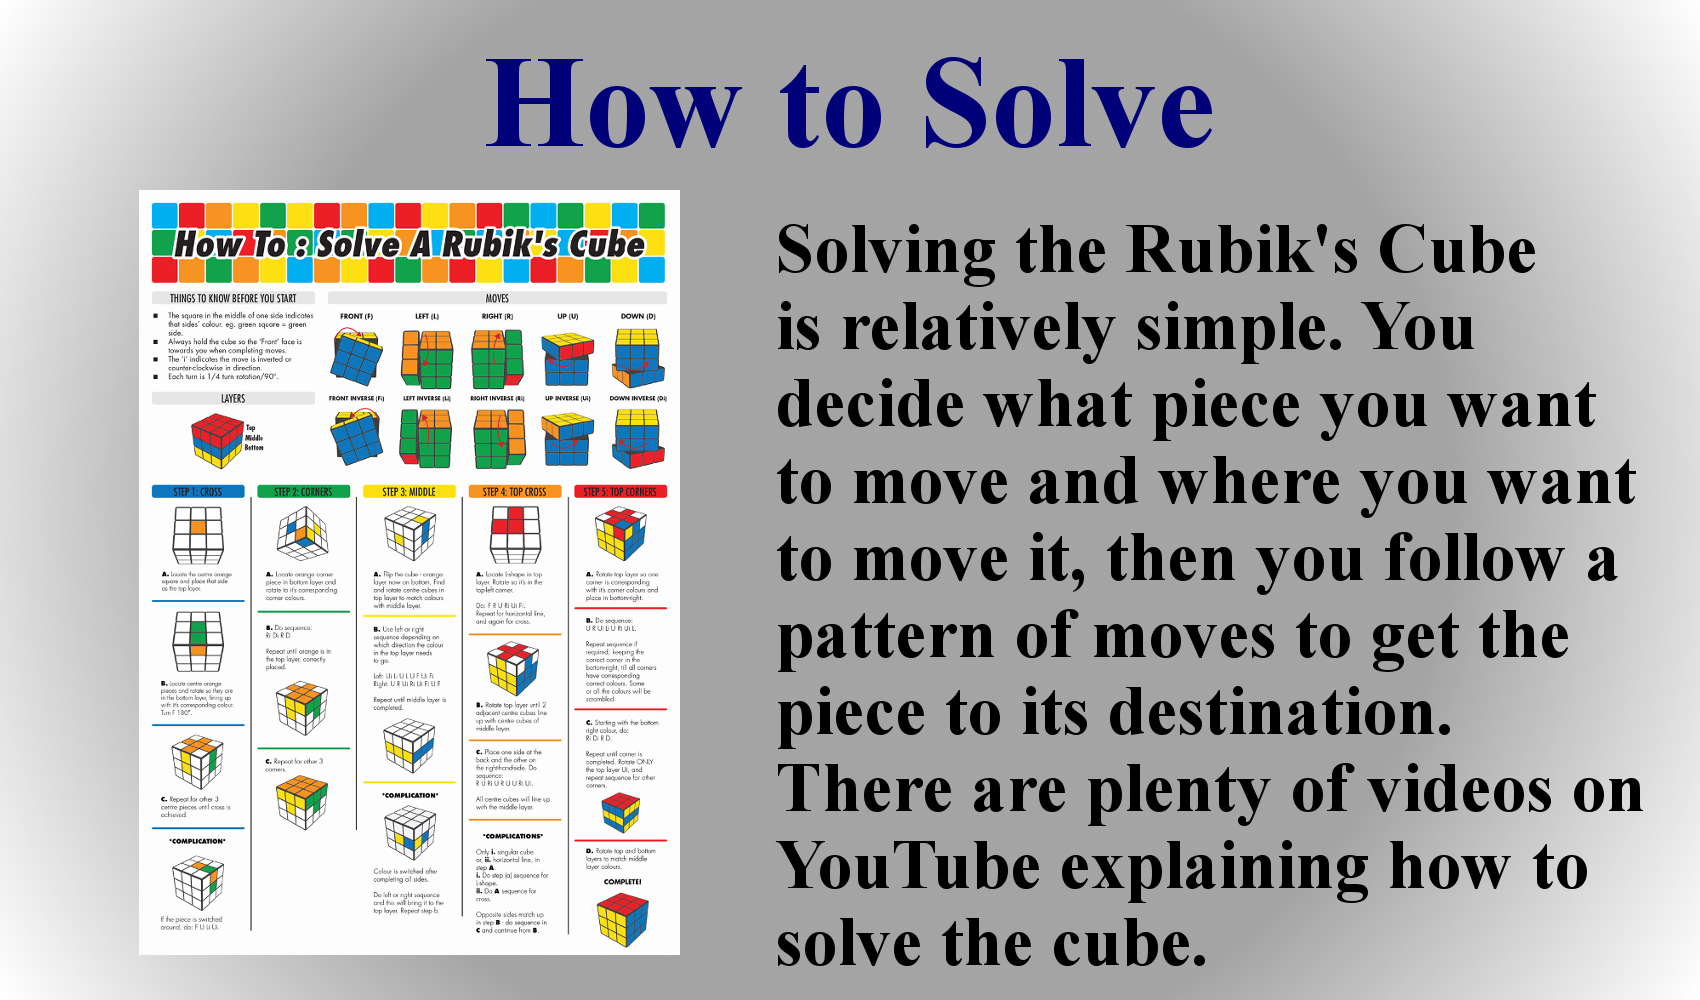 How to Solve
How To : Solve A Rubik's Cube
THINGS TO KNOW BEFORE YOU START
■ The square in the middle of one side indicates
that sides' colour. eg. green square = green
side.
■ Always hold the cube so the 'Front' face is
towards you when completing moves.
■ The 'i' indicates the move is inverted or
counter-clockwise in direction.
■ Each turn is 1/4 turn rotation/90°.
LAYERS
Top
Middle
Bottom
MOVES
FRONT (F) LEFT (L) RIGHT (R) UP (U) DOWN (D)
FRONT INVERSE (Fi) LEFT INVERSE (Li) RIGHT INVERSE (Ri) UP INVERSE (Ui) DOWN INVERSE (Di)
STEP 1: CROSS
A. Locate the centre orange
square and place that side
as the top layer.
B. Locate centre orange
pieces and rotate so they are
in the bottom layer, lining up
with it's corresponding colour.
Turn F 180°.
C. Repeat for other 3
centre pieces until cross is
achieved.
*COMPLICATION*
If the piece is switched
around, do: F U Li Ui.
STEP 2: CORNERS
A. Locate orange corner
piece in bottom layer and
rotate to it's corresponding
corner colours.
B. Do sequence:
Ri Di R D.
Repeat until orange is in
the top layer, correctly
placed.
C. Repeat for other 3
corners.
STEP 3: MIDDLE
A. Flip the cube - orange
layer now on bottom. Find
and rotate centre cubes in
top layer to match colours
with middle layer.
B. Use left or right
sequence depending on
which direction the colour
in the top layer needs
to go.
Left: Ui Li U L U F Ui Fi
Right: U R Ui Ri Ui Fi U F
Repeat until middle layer is
completed.
*COMPLICATION*
Colour is switched after
completing all sides.
Do left or right sequence
and this will bring it to the
top layer. Repeat step b.
STEP 4: TOP CROSS
A. Locate l-shape in top
layer. Rotate so it's in the
top-left corner.
Do: F R U Ri Ui Fi.
Repeat for horizontal line,
and again for cross.
B. Rotate top layer until 2
adjacent centre cubes line
up with centre cubes of
middle layer.
C. Place one side at the
back and the other on
the right-hand-side. Do
sequence:
R U Ri U R U U Ri Ui.
All centre cubes will line up
with the middle layer.
*COMPLICATIONS*
Only i. singular cube
or, ii. horizontal line, in
step A.
i. Do step (a) sequence for
l-shape.
ii. Do A sequence for
cross.
Opposite sides match up
in step B - do sequence in
C and continue from B.
STEP 5: TOP CORNERS
A. Rotate top layer so one
corner is corresponding
with it's corner colours and
place in bottom-right.
B. Do sequence:
U R Ui Li U Ri Ui L.
Repeat sequence if
required, keeping the
correct corner in the
bottom-right, till all corners
have corresponding
correct colours. Some
or all the colours will be
scrambled.
C. Starting with the bottom
right colour, do:
Ri Di R D.
Repeat until corner is
completed. Rotate ONLY
the top layer Ui, and
repeat sequence for other
corners.
D. Rotate top and bottom
layers to match middle
layer colours.
COMPLETE!
Solving the Rubik's Cube
is relatively simple. You
decide what piece you want
to move and where you want
to move it, then you follow a
pattern of moves to get the
piece to its destination.
There are plenty of videos on
YouTube explaining how to
solve the cube.